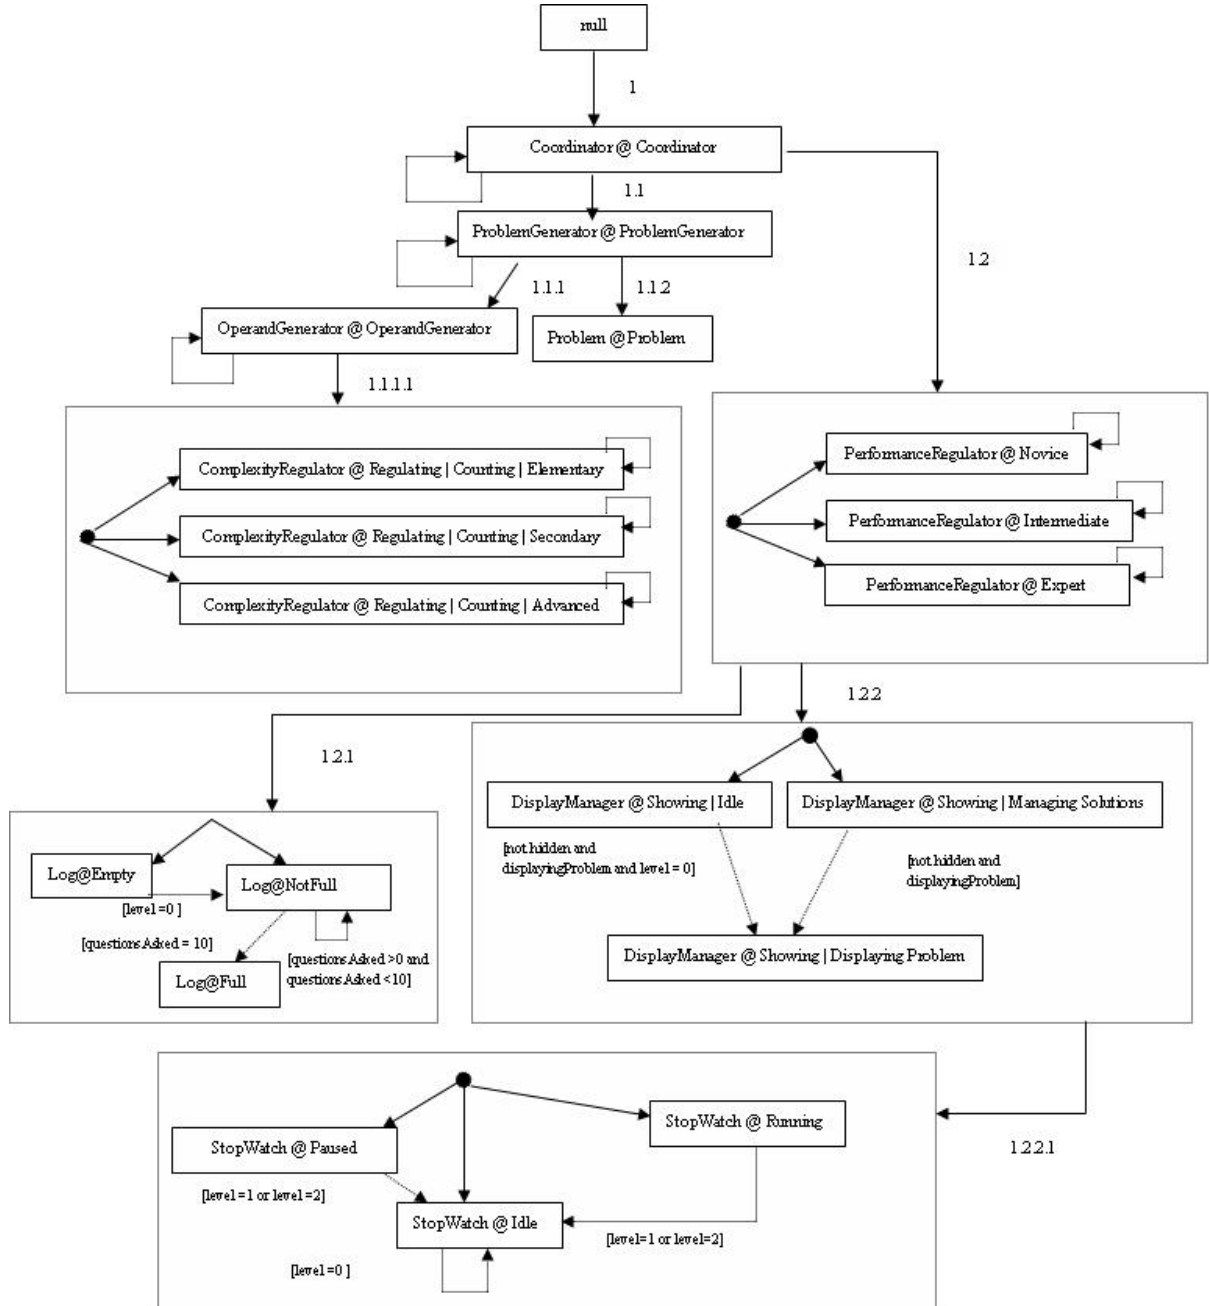 null
1
Coordinator @ Coordinator
1.1
ProblemGenerator @ ProblemGenerator
1.2
1.1.1
1.1.2
OperandGenerator @ OperandGenerator
Problem @ Problem
1.1.1.1
ComplexityRegulator @ Regulating | Counting | Elementary
ComplexityRegulator @ Regulating | Counting | Secondary
ComplexityRegulator @ Regulating | Counting | Advanced
PerformanceRegulator @ Novice
PerformanceRegulator @ Intermediate
PerformanceRegulator @ Expert
1.2.2
1.2.1
Log@Empty
Log@NotFull
[level =0 ]
[questionsAsked = 10]
[questionsAsked >0 and
questionsAsked <10]
Log@Full
DisplayManager @ Showing | Idle
DisplayManager @ Showing | Managing Solutions
[not.hidden and
displayingProblem and level = 0]
[not.hidden and
displayingProblem]
DisplayManager @ Showing | Displaying Problem
StopWatch @ Running
StopWatch @ Paused
1.2.2.1
[level =1 or level =2]
StopWatch @ Idle
[level=1 or level=2]
[level =0 ]